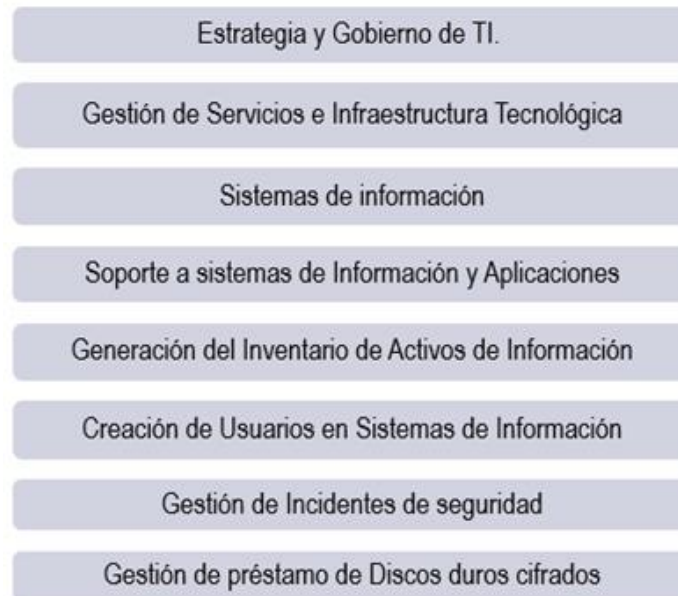 Estrategia y Gobierno de TI.
Gestión de Servicios e Infraestructura Tecnológica
Sistemas de información
Soporte a sistemas de Información y Aplicaciones
Generación del Inventario de Activos de Información
Creación de Usuarios en Sistemas de Información
Gestión de Incidentes de seguridad
Gestión de préstamo de Discos duros cifrados